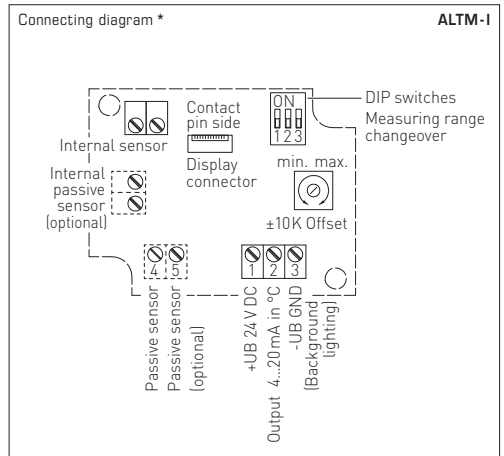 Connecting diagram *
ALTM-I
ON
1 2 3
DIP switches
Measuring range
changeover
Contact
pin side
Internal sensor
Display
connector
min. max.
Internal
passive
sensor
(optional)
±10K Offset
4 5
1 2 3
Passive sensor
Passive sensor
(optional)
+UB 24 V DC
Output 4...20mA in °C
-UB GND
(Background
lighting)